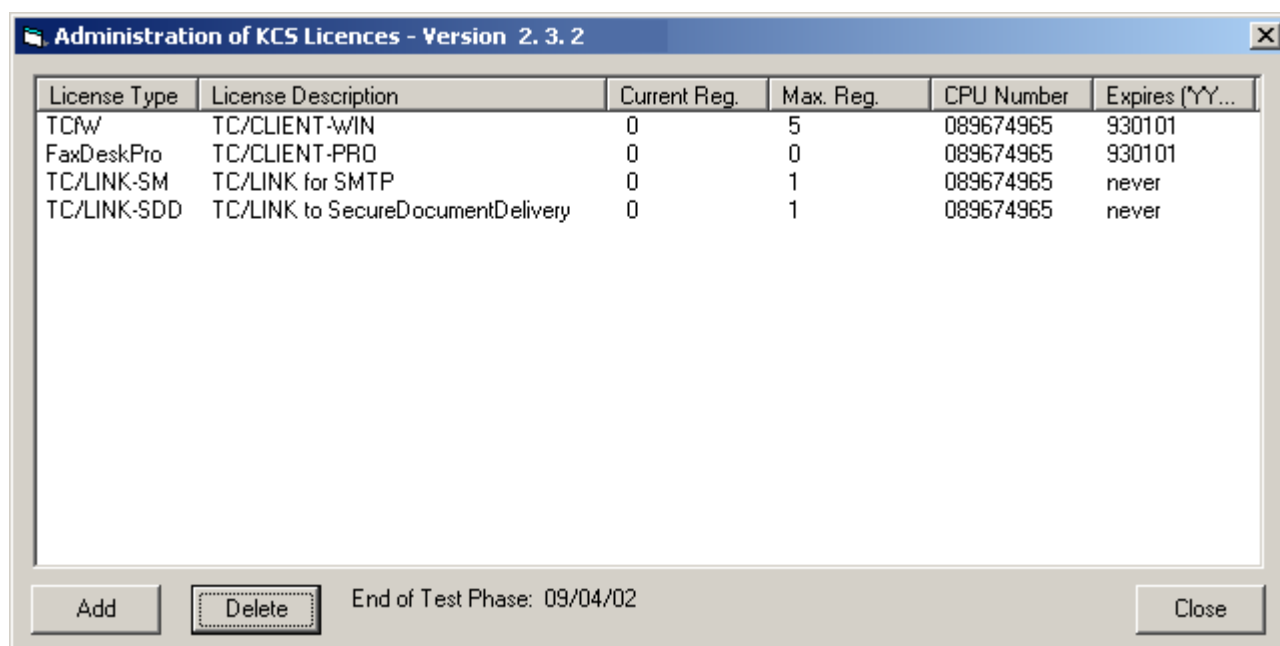 Administration of KCS Licences - Version 2. 3. 2
License Type License Description Current Reg. Max. Reg. CPU Number Expires ('YY...
TCfW TC/CLIENT-WIN 0 5 089674965 930101
FaxDeskPro TC/CLIENT-PRO 0 0 089674965 930101
TC/LINK-SM TC/LINK for SMTP 0 1 089674965 never
TC/LINK-SDD TC/LINK to SecureDocumentDelivery 0 1 089674965 never
Add Delete End of Test Phase: 09/04/02 Close